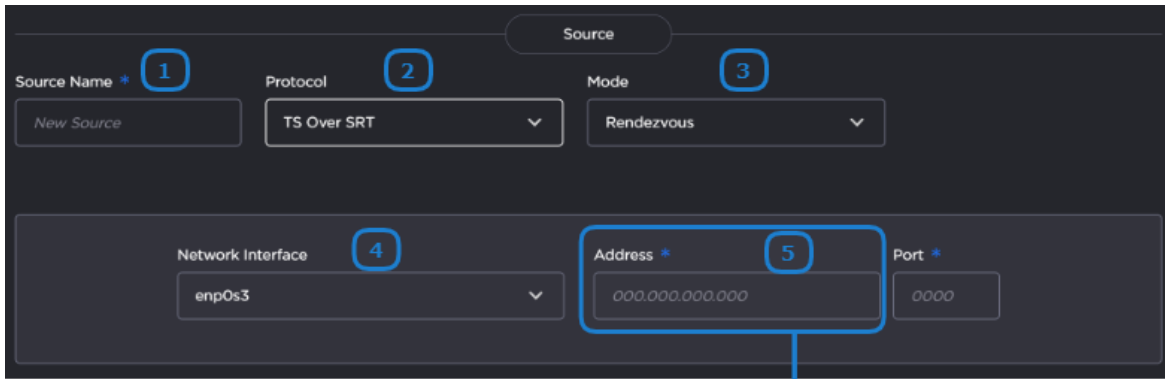 Source
Source Name * 1
Protocol 2
Mode 3
New Source
TS Over SRT
Rendezvous
Network Interface 4
Address * 5
Port *
enp0s3
000.000.000.000
0000